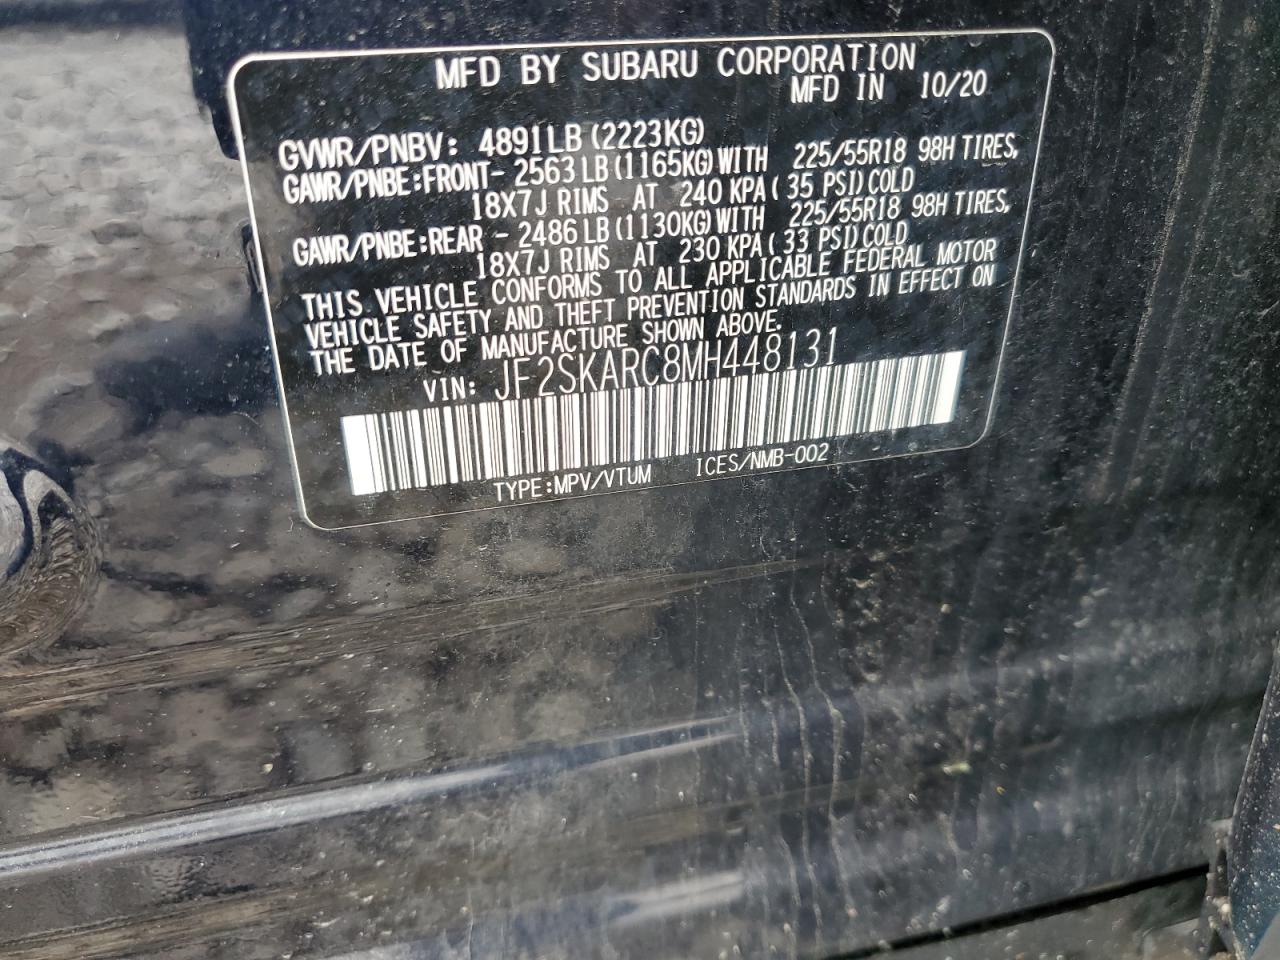 MFD BY SUBARU CORPORATION
MFD IN 10/20
GVWR/PNBV: 4891LB (2223KG)
GAWR/PNBE:FRONT- 2563 LB (1165KG) WITH 225/55R18 98H TIRES,
18X7J RIMS AT 240 KPA ( 35 PSI) COLD
GAWR/PNBE:REAR - 2486 LB (1130KG) WITH 225/55R18 98H TIRES,
18X7J RIMS AT 230 KPA ( 33 PSI) COLD
THIS VEHICLE CONFORMS TO ALL APPLICABLE FEDERAL MOTOR
VEHICLE SAFETY AND THEFT PREVENTION STANDARDS IN EFFECT ON
THE DATE OF MANUFACTURE SHOWN ABOVE.
VIN: JF2SKARC8MH448131
TYPE:MPV/VTUM ICES/NMB-002